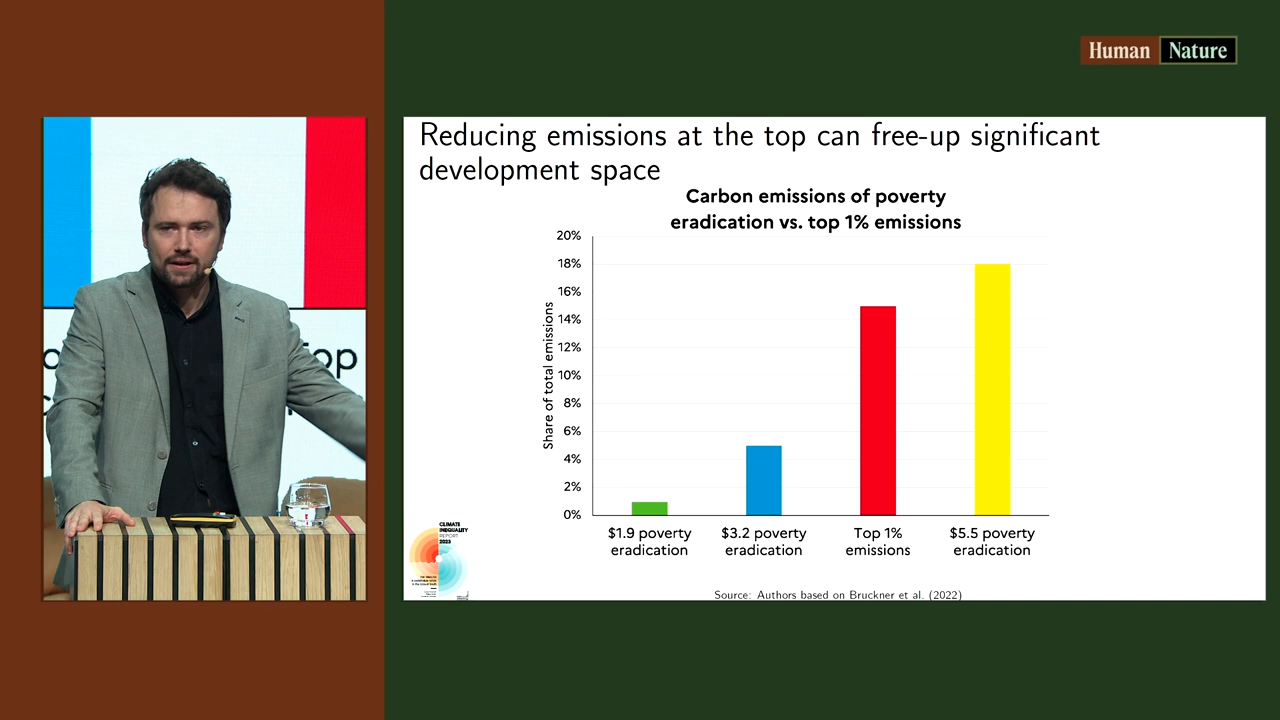 Human Nature
Reducing emissions at the top can free-up significant
development space
Carbon emissions of poverty
eradication vs. top 1% emissions
Share of total emissions
20%
18%
16%
14%
12%
10%
8%
6%
4%
2%
0%
$1.9 poverty
eradication
$3.2 poverty
eradication
Top 1%
emissions
$5.5 poverty
eradication
CLIMATE
INEQUALITY
REPORT
2023
Source: Authors based on Bruckner et al. (2022)
op